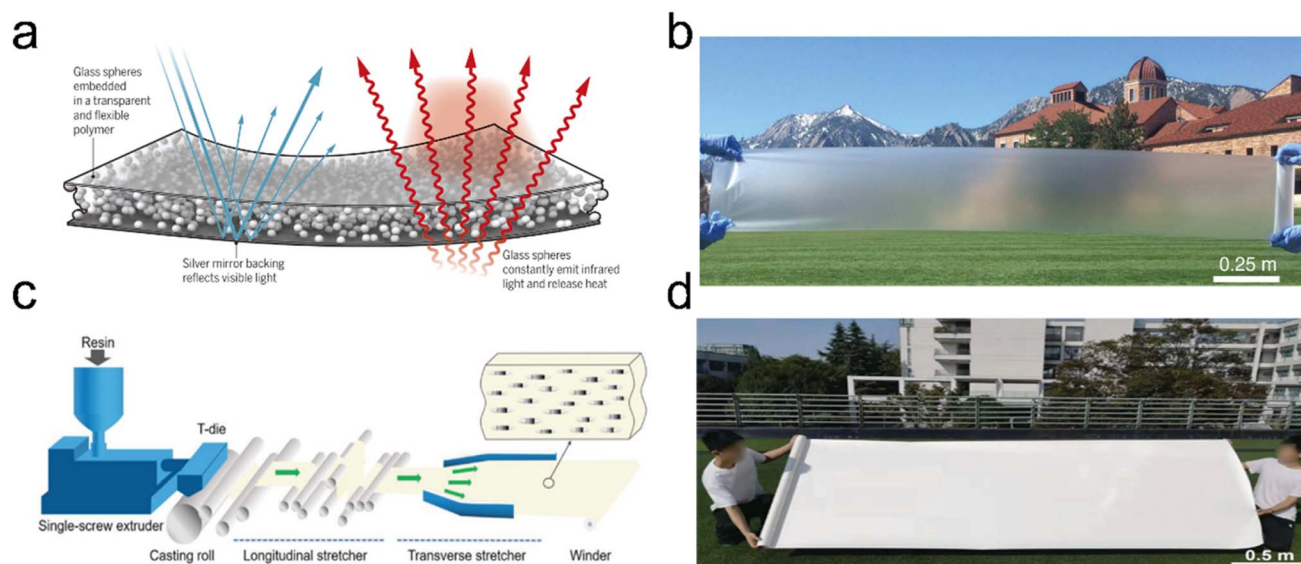 a
Glass spheres
embedded
in a transparent
and flexible
polymer
Silver mirror backing
reflects visible light
Glass spheres
constantly emit infrared
light and release heat
b
0.25 m
c
Resin
T-die
Single-screw extruder
Casting roll
Longitudinal stretcher
Transverse stretcher
Winder
d
0.5 m